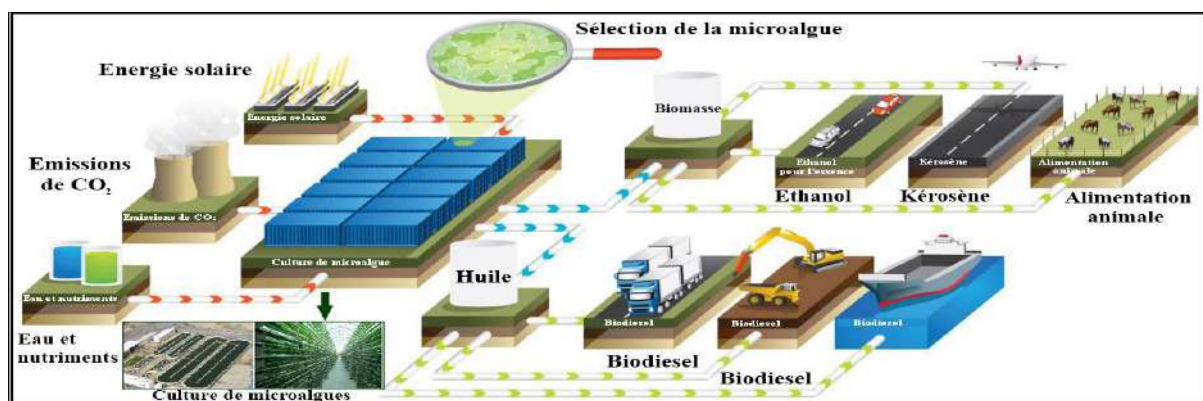 Sélection de la microalgue
Energie solaire
Energie solaire
Biomasse
Emissions
de CO₂
Emissions de CO₂
Ethanol
pour l'essence
Ethanol
Kérosène
Kérosène
Alimentation
animale
Alimentation
animale
Culture de microalgue
Huile
Eau et nutriments
Eau et
nutriments
Biodiesel
Biodiesel
Biodiesel
Biodiesel
Biodiesel
Culture de microalgues